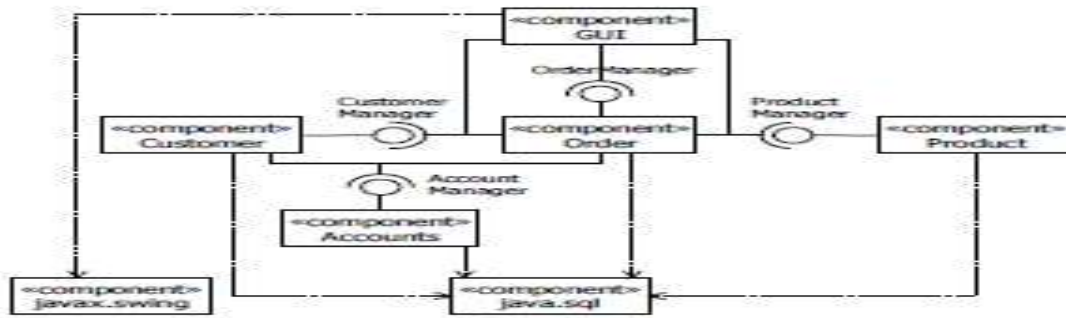 «component»
GUI
OrderManager
Customer
Manager
Product
Manager
«component»
Customer
«component»
Order
«component»
Product
Account
Manager
«component»
Accounts
«component»
javax.swing
«component»
java.sql